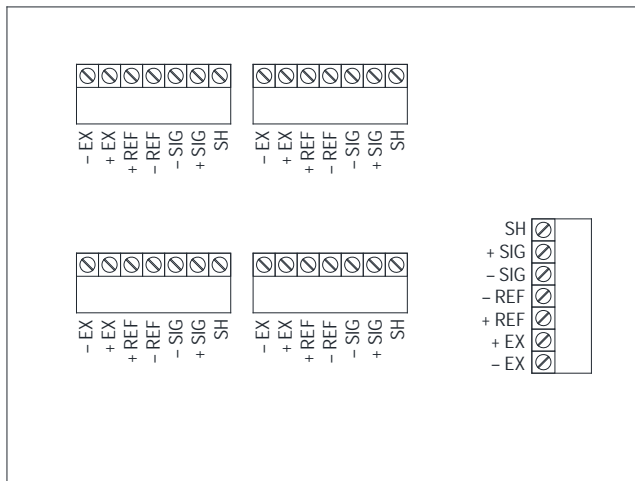 – EX
+ EX
+ REF
– REF
– SIG
+ SIG
SH
– EX
+ EX
+ REF
– REF
– SIG
+ SIG
SH
SH
+ SIG
– SIG
– REF
+ REF
+ EX
– EX
– EX
+ EX
+ REF
– REF
– SIG
+ SIG
SH
– EX
+ EX
+ REF
– REF
– SIG
+ SIG
SH